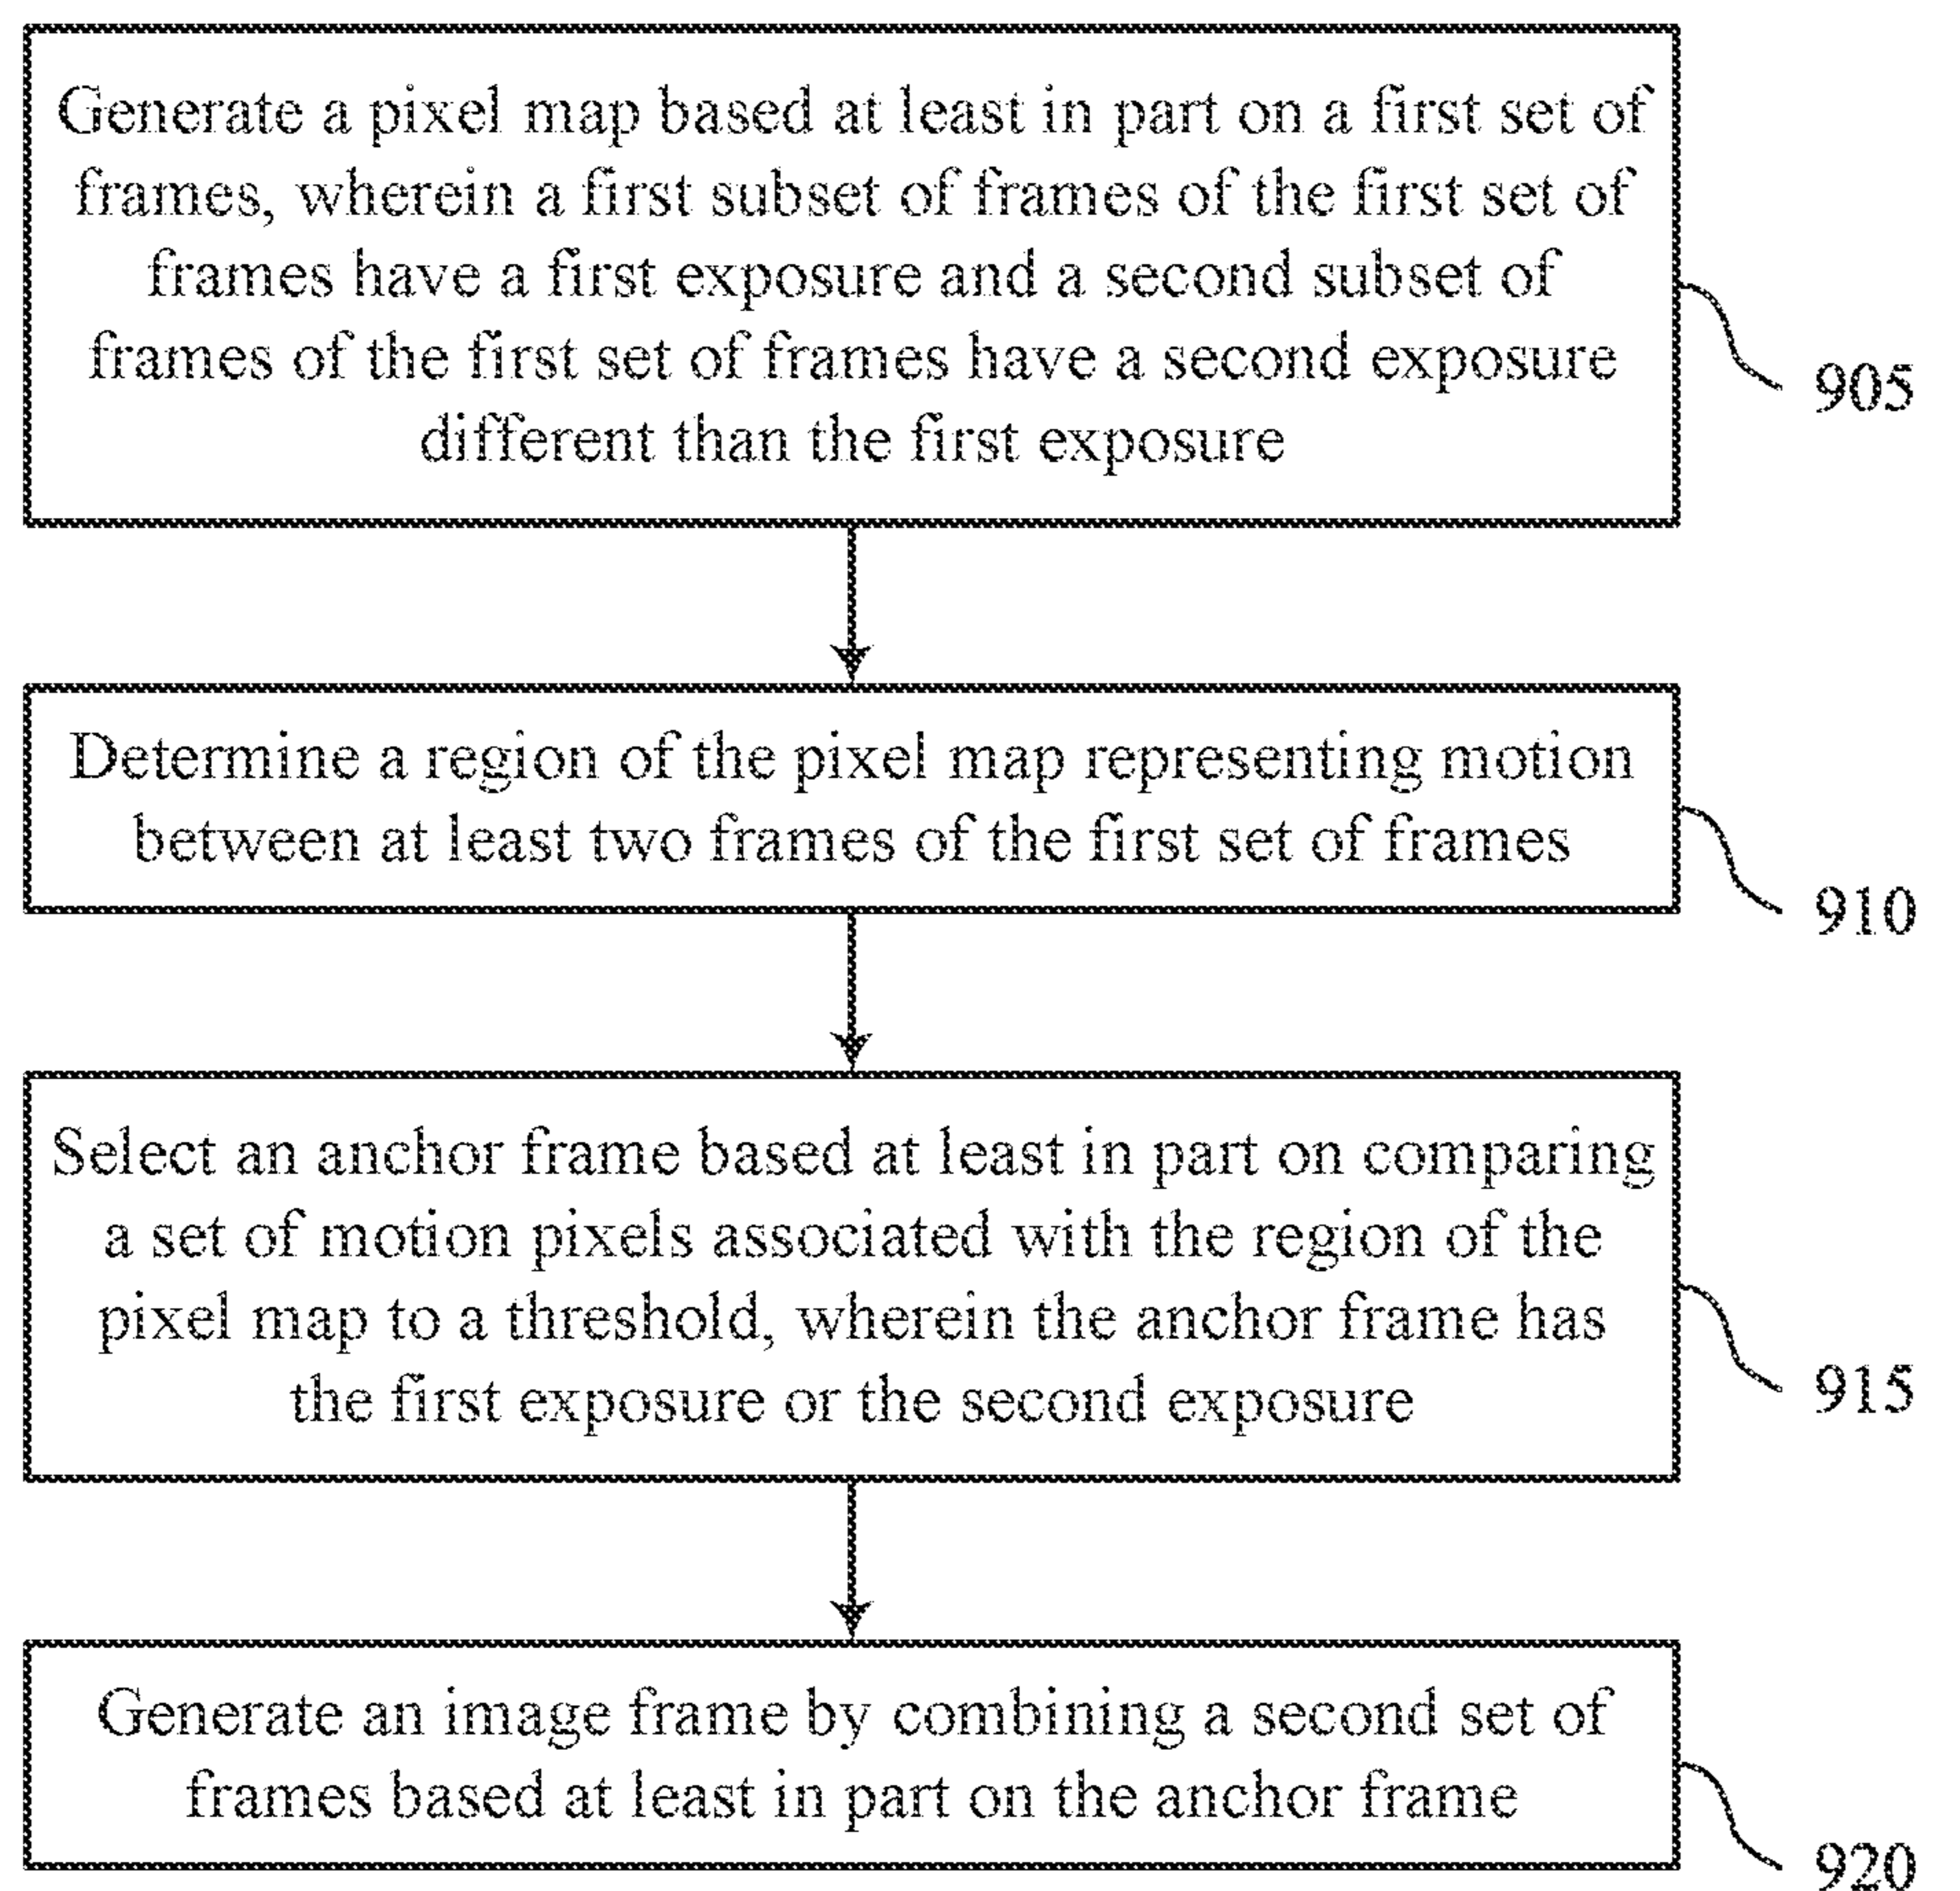 Generate a pixel map based at least in part on a first set of
frames, wherein a first subset of frames of the first set of
frames have a first exposure and a second subset of
frames of the first set of frames have a second exposure
different than the first exposure
905
Determine a region of the pixel map representing motion
between at least two frames of the first set of frames
910
Select an anchor frame based at least in part on comparing
a set of motion pixels associated with the region of the
pixel map to a threshold, wherein the anchor frame has
the first exposure or the second exposure
915
Generate an image frame by combining a second set of
frames based at least in part on the anchor frame
920